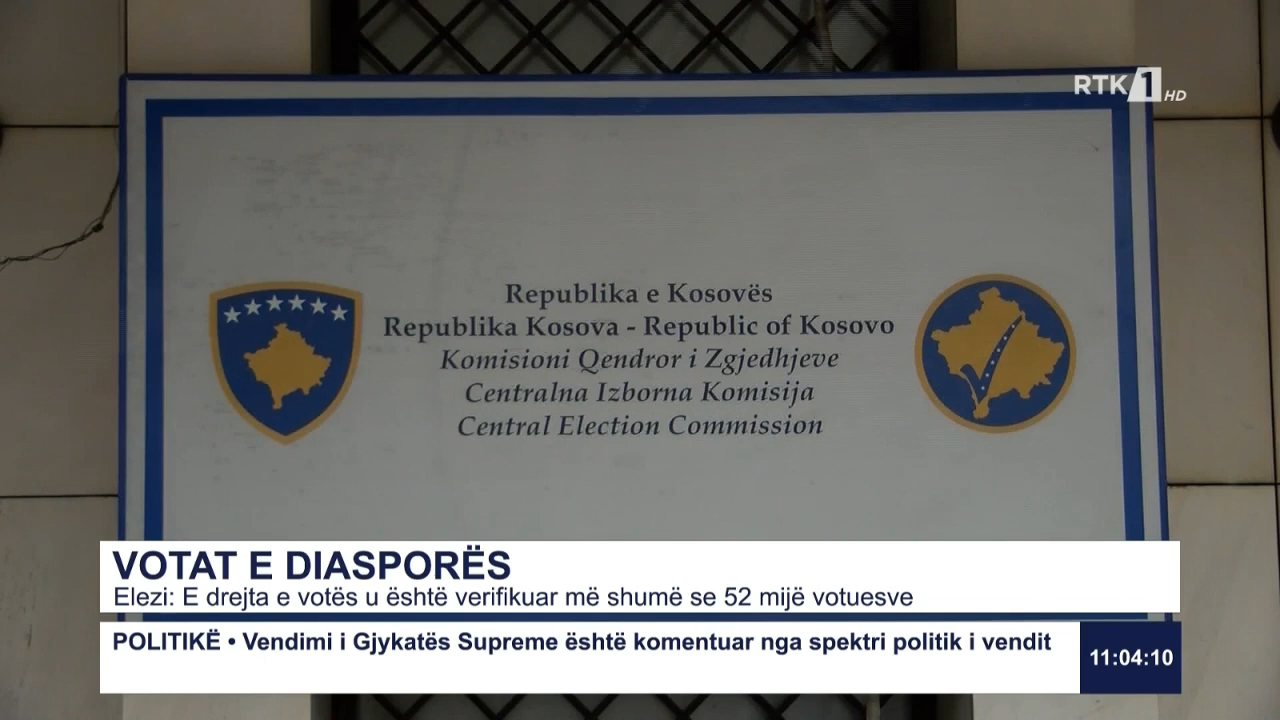 RTK 1 HD
Republika e Kosovës
Republika Kosova - Republic of Kosovo
Komisioni Qendror i Zgjedhjeve
Centralna Izborna Komisija
Central Election Commission
VOTAT E DIASPORËS
Elezi: E drejta e votës u është verifikuar më shumë se 52 mijë votuesve
POLITIKË • Vendimi i Gjykatës Supreme është komentuar nga spektri politik i vendit
11:04:10